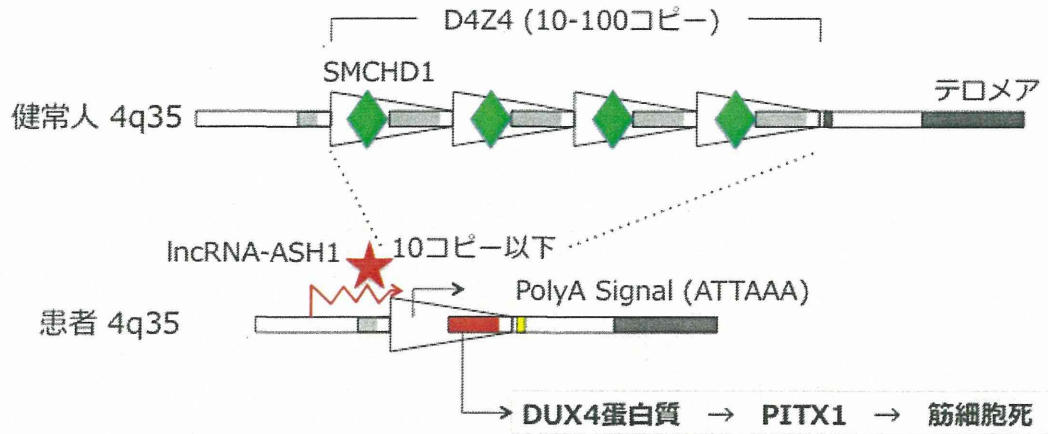 D4Z4 (10-100コピー)
SMCHD1
テロメア
健常人 4q35
lncRNA-ASH1
10コピー以下
PolyA Signal (ATTAAA)
患者 4q35
DUX4蛋白質 → PITX1 → 筋細胞死